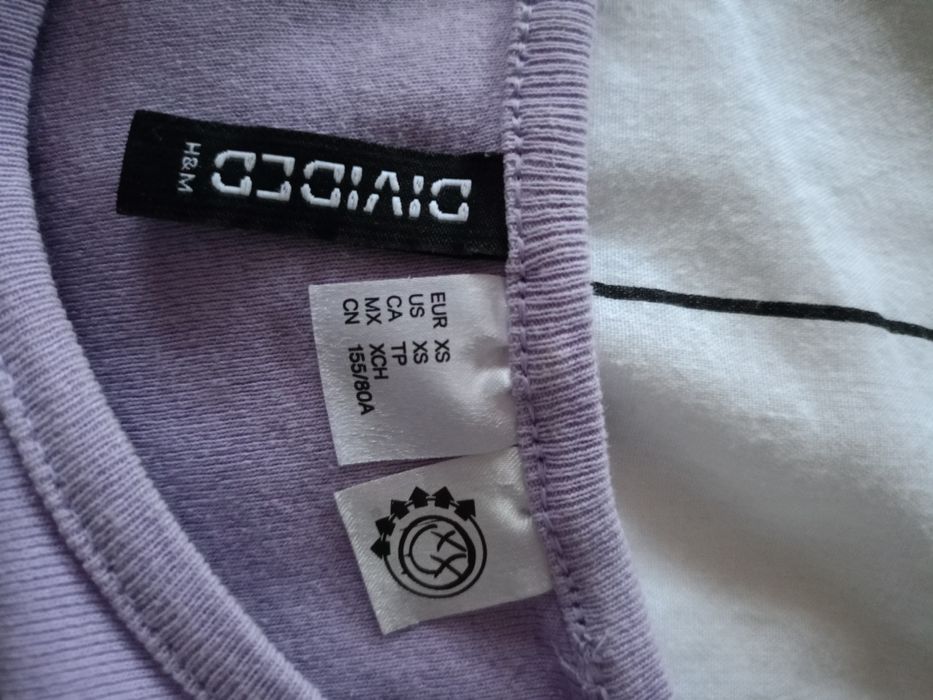 DIVIDED
H&M
EUR XS
US XS
CA TP
MX XCH
CN 155/80A